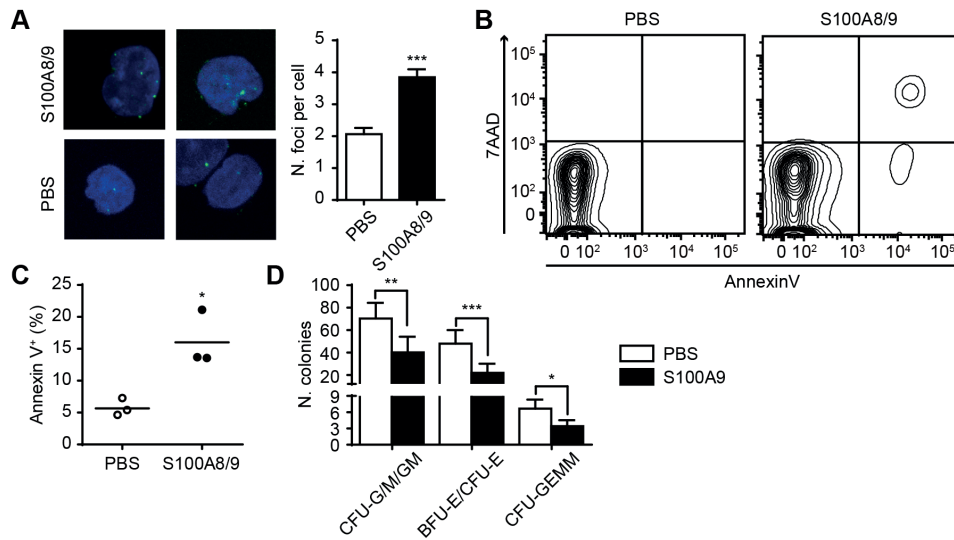 A
S100A8/9
PBS
N. foci per cell
5
4
3
2
1
0
***
PBS
S100A8/9
B
PBS
S100A8/9
7AAD
10⁵
10⁴
10³
10²
0
0 10² 10³ 10⁴ 10⁵
0 10² 10³ 10⁴ 10⁵
AnnexinV
C
Annexin V⁺ (%)
25
20
15
10
5
0
*
PBS
S100A8/9
D
N. colonies
100
80
60
40
20
9
6
3
0
**
***
*
CFU-G/M/GM
BFU-E/CFU-E
CFU-GEMM
PBS
S100A9